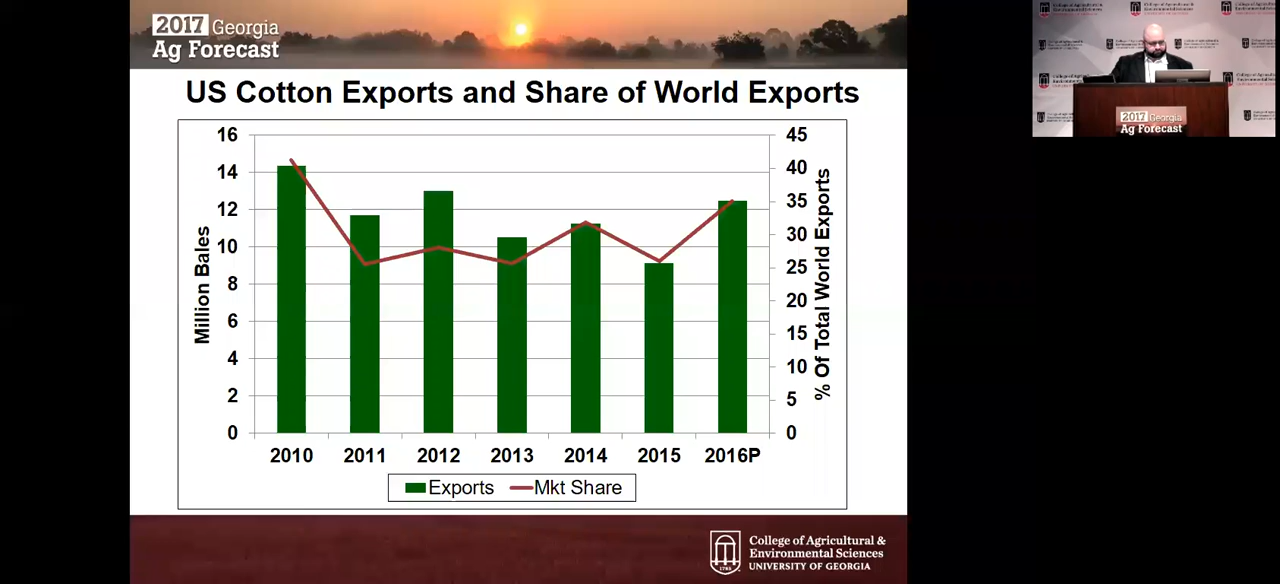 2017 Georgia
Ag Forecast
US Cotton Exports and Share of World Exports
Million Bales
16
14
12
10
8
6
4
2
0
45
40
35
30
25
20
15
10
5
0
% Of Total World Exports
2010 2011 2012 2013 2014 2015 2016P
Exports Mkt Share
College of Agricultural &
Environmental Sciences
UNIVERSITY OF GEORGIA
2017 Georgia
Ag Forecast